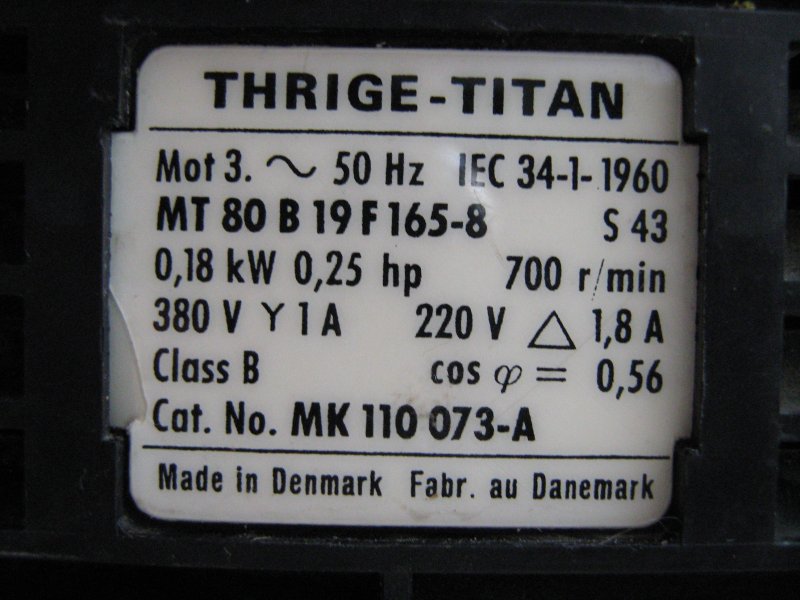 THRIGE-TITAN
Mot 3. ~ 50 Hz IEC 34-1-1960
MT 80 B 19 F 165-8 S 43
0,18 kW 0,25 hp 700 r/min
380 V Y 1 A 220 V △ 1,8 A
Class B cos φ = 0,56
Cat. No. MK 110 073-A
Made in Denmark Fabr. au Danemark